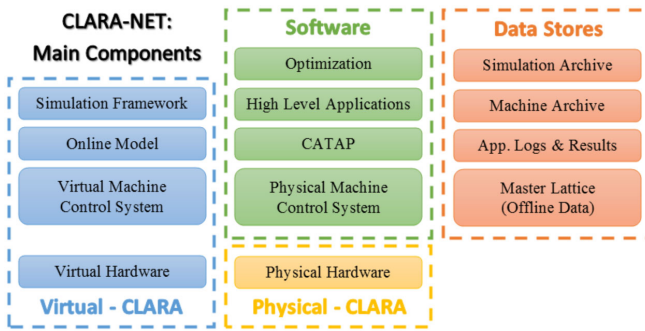 CLARA-NET:
Main Components
Simulation Framework
Online Model
Virtual Machine
Control System
Virtual Hardware
Virtual - CLARA
Software
Optimization
High Level Applications
CATAP
Physical Machine
Control System
Physical Hardware
Physical - CLARA
Data Stores
Simulation Archive
Machine Archive
App. Logs & Results
Master Lattice
(Offline Data)